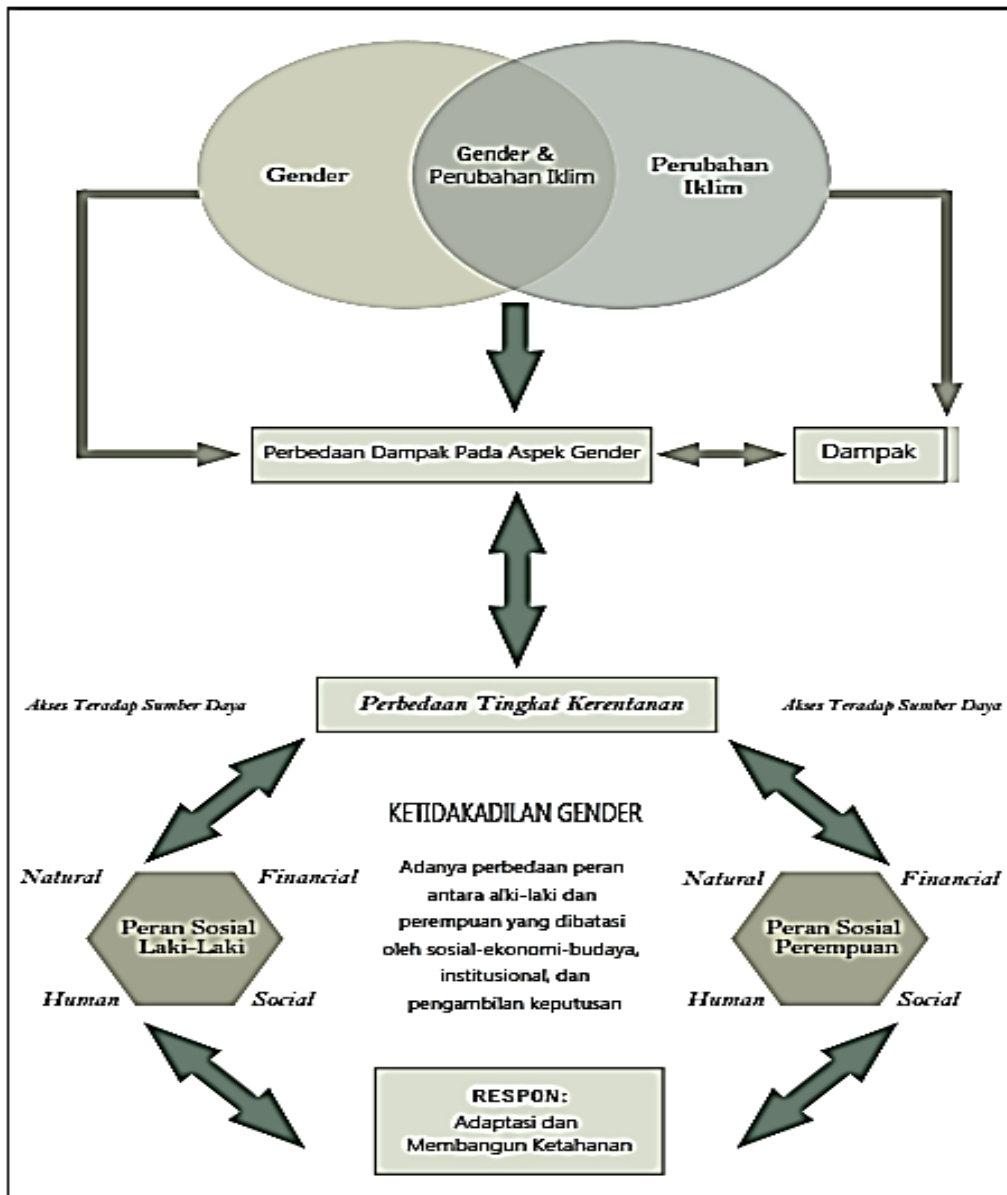 Gender
Gender &
Perubahan Iklim
Perubahan
Iklim
Perbedaan Dampak Pada Aspek Gender
Dampak
Akses Teradap Sumber Daya
Perbedaan Tingkat Kerentanan
Akses Teradap Sumber Daya
KETIDAKADILAN GENDER
Adanya perbedaan peran
antara alki-laki dan
perempuan yang dibatasi
oleh sosial-ekonomi-budaya,
institusional, dan
pengambilan keputusan
Natural
Financial
Peran Sosial
Laki-Laki
Human
Social
Natural
Financial
Peran Sosial
Perempuan
Human
Social
RESPON:
Adaptasi dan
Membangun Ketahanan